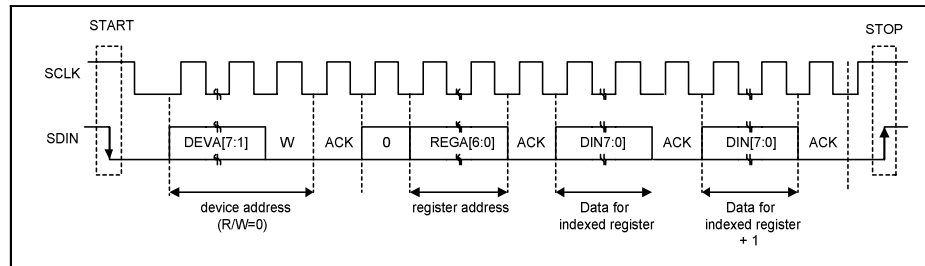 START
STOP
SCLK
SDIN
DEVA[7:1]
W
ACK
0
REGA[6:0]
ACK
DIN7:0]
ACK
DIN[7:0]
ACK
device address
(R/W=0)
register address
Data for
indexed register
Data for
indexed register
+ 1